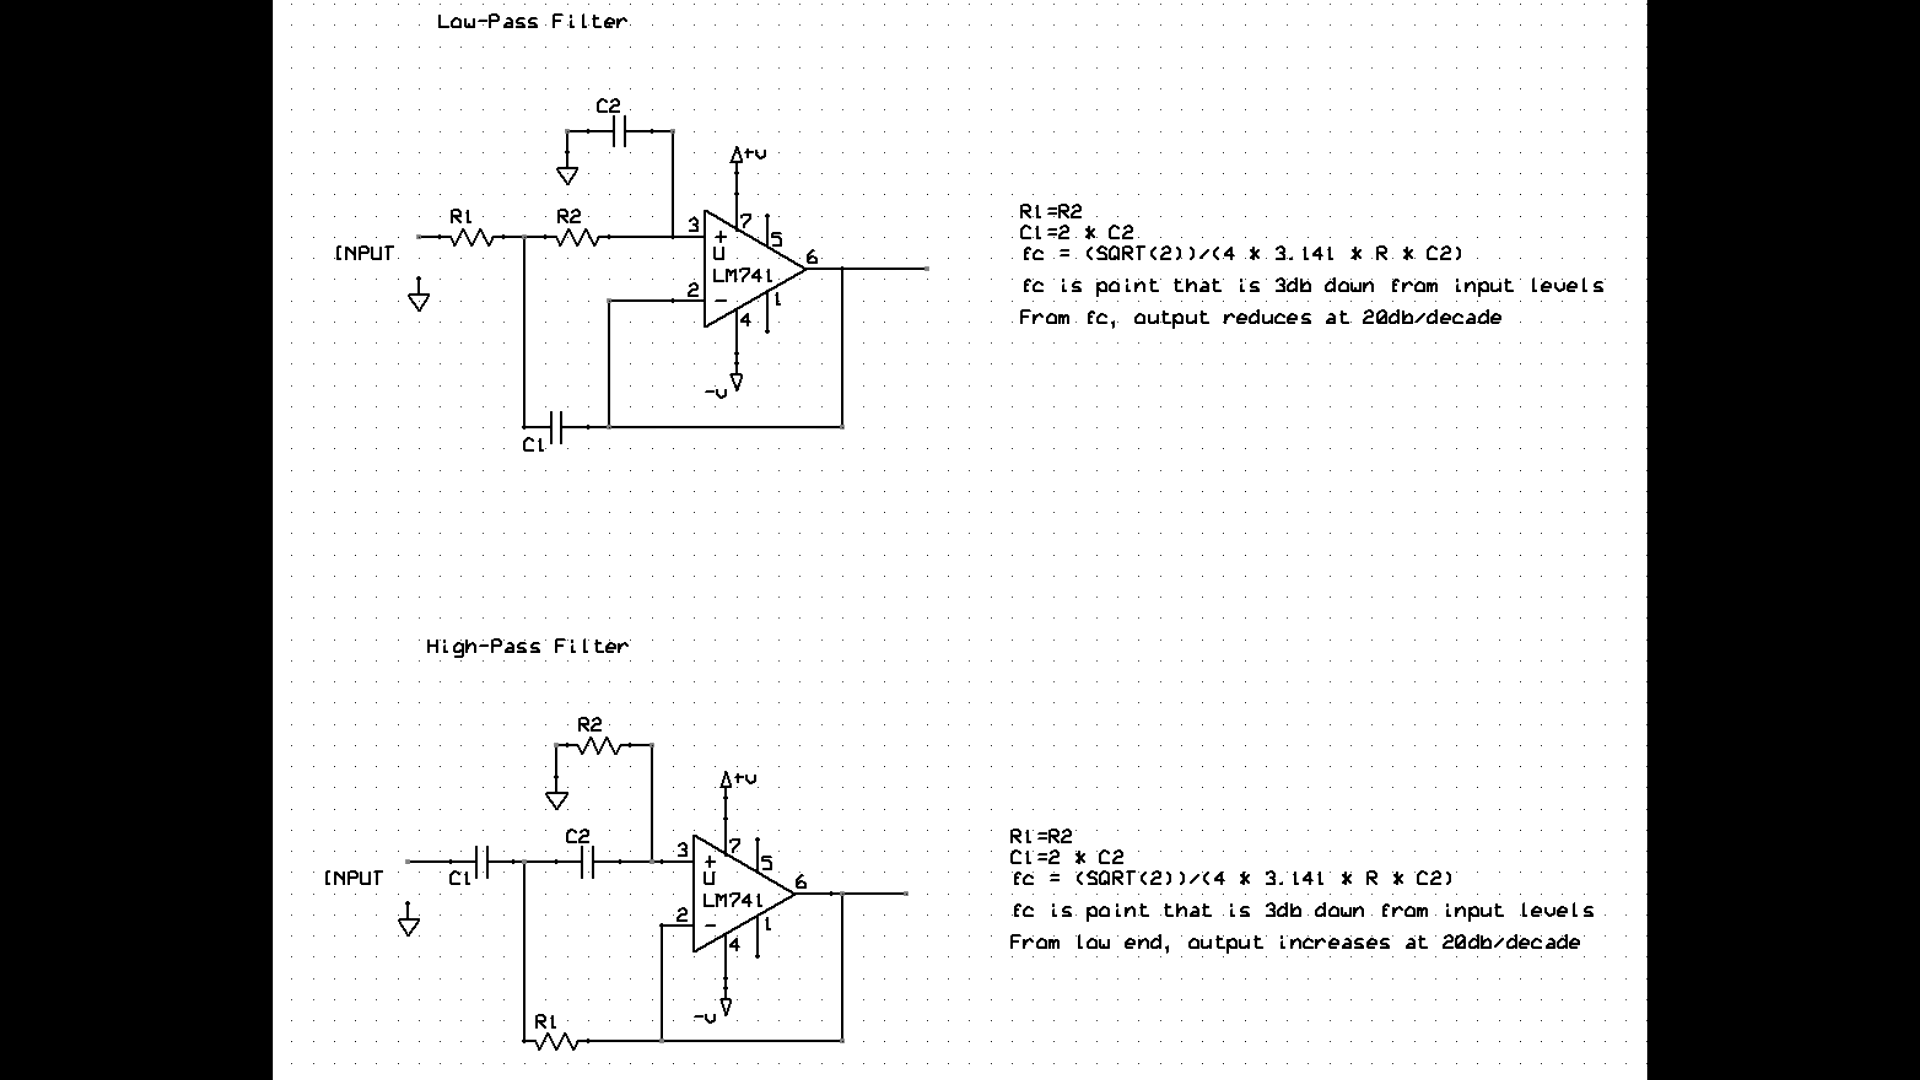 Low-Pass Filter
C2
+v
R1
R2
3
7
5
R1=R2
INPUT
+
U
6
C1=2 * C2
LM741
fc = (SQRT(2))/(4 * 3.141 * R * C2)
2
-
1
fc is point that is 3db down from input levels
4
From fc, output reduces at 20db/decade
-v
C1
High-Pass Filter
R2
+v
C2
3
7
5
R1=R2
INPUT
C1
+
U
6
C1=2 * C2
LM741
fc = (SQRT(2))/(4 * 3.141 * R * C2)
2
-
1
fc is point that is 3db down from input levels
4
From low end, output increases at 20db/decade
-v
R1